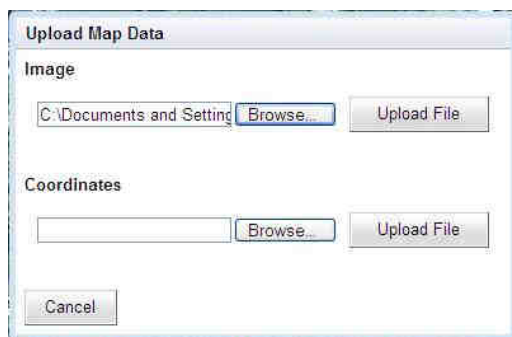 Upload Map Data
Image
C:\Documents and Setting Browse... Upload File
Coordinates
Browse... Upload File
Cancel